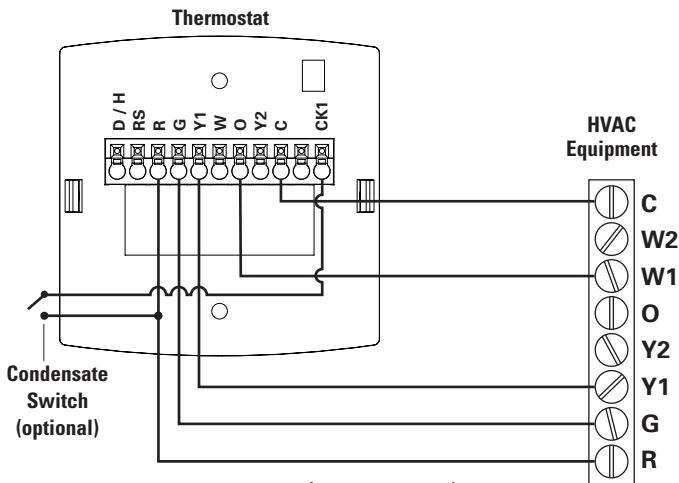 Thermostat
D / H
RS
R
G
Y1
W
O
Y2
C
CK1
HVAC
Equipment
C
W2
W1
O
Y2
Y1
G
R
Condensate
Switch
(optional)